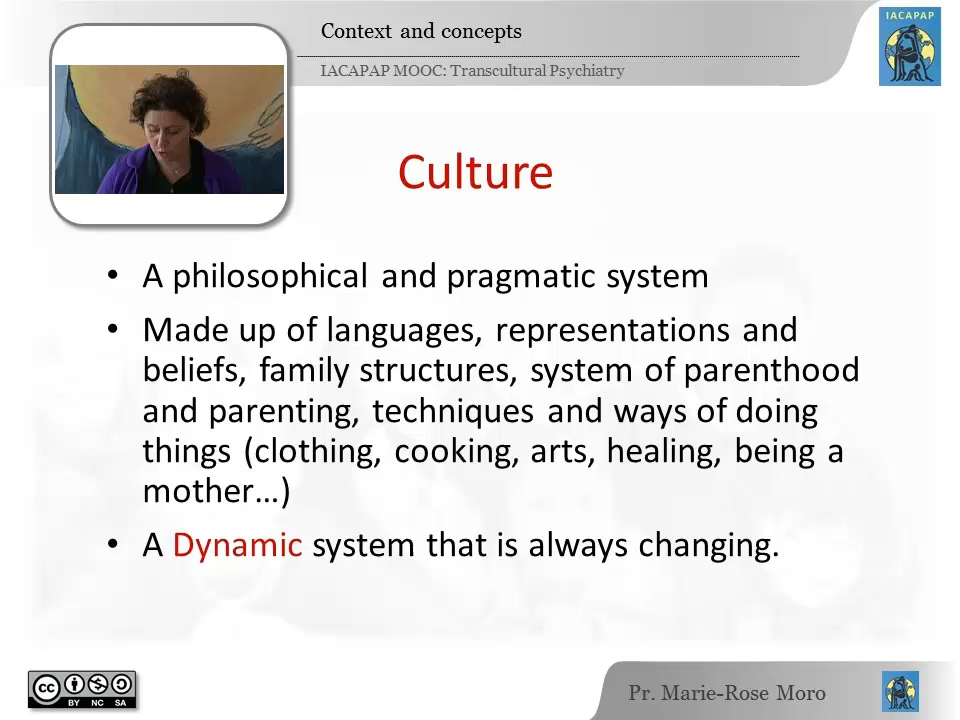 Context and concepts
IACAPAP MOOC: Transcultural Psychiatry
IACAPAP
Culture
• A philosophical and pragmatic system
• Made up of languages, representations and
beliefs, family structures, system of parenthood
and parenting, techniques and ways of doing
things (clothing, cooking, arts, healing, being a
mother…)
• A Dynamic system that is always changing.
cc
BY NC SA
Pr. Marie-Rose Moro